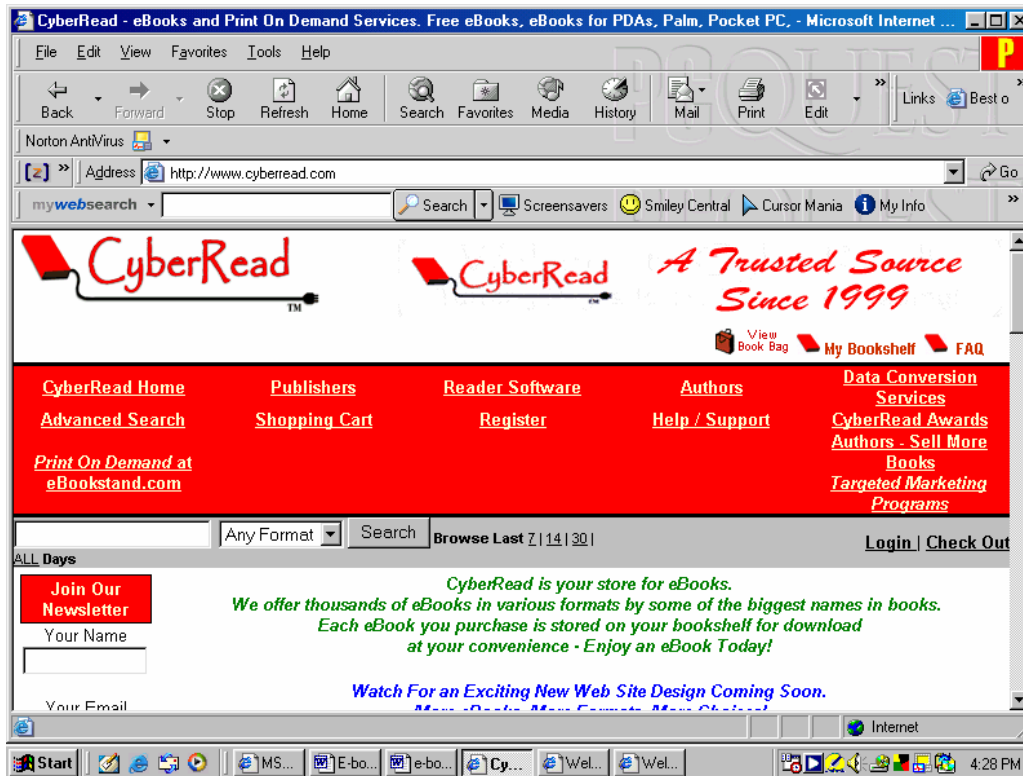 CyberRead - eBooks and Print On Demand Services. Free eBooks, eBooks for PDAs, Palm, Pocket PC, - Microsoft Internet ...
File Edit View Favorites Tools Help
P
PCQUEST
Back Forward Stop Refresh Home Search Favorites Media History Mail Print Edit » Links Best o »
Norton AntiVirus
[z] » Address http://www.cyberread.com Go
mywebsearch Search Screensavers Smiley Central Cursor Mania My Info »
CyberRead
TM
CyberRead
A Trusted Source
Since 1999
View
Book Bag My Bookshelf FAQ
CyberRead Home Publishers Reader Software Authors Data Conversion
Services
Advanced Search Shopping Cart Register Help / Support CyberRead Awards
Authors - Sell More
Books
Print On Demand at
eBookstand.com
Targeted Marketing
Programs
Any Format Search Browse Last 7 | 14 | 30 | Login | Check Out
ALL Days
Join Our
Newsletter
Your Name
Your Email
CyberRead is your store for eBooks.
We offer thousands of eBooks in various formats by some of the biggest names in books.
Each eBook you purchase is stored on your bookshelf for download
at your convenience - Enjoy an eBook Today!
Watch For an Exciting New Web Site Design Coming Soon.
More eBooks, More Formats, More Choices!
Internet
Start MS... E-bo... e-bo... Cy... Wel... Wel... 4:28 PM